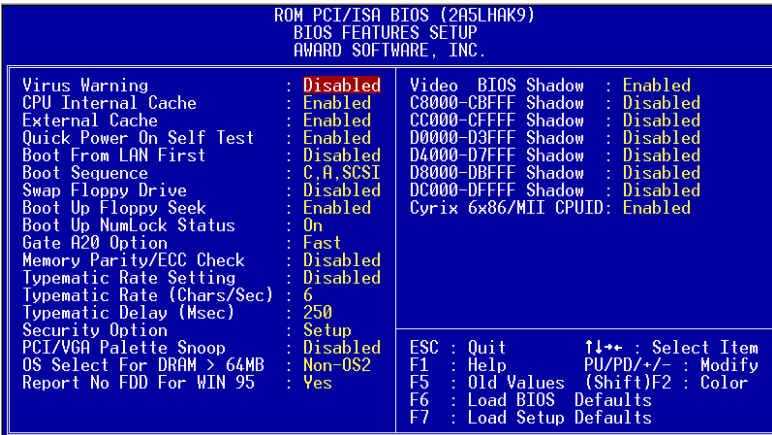 ROM PCI/ISA BIOS (2A5LHAK9)
BIOS FEATURES SETUP
AWARD SOFTWARE, INC.
Virus Warning : Disabled
CPU Internal Cache : Enabled
External Cache : Enabled
Quick Power On Self Test : Enabled
Boot From LAN First : Disabled
Boot Sequence : C,A,SCSI
Swap Floppy Drive : Disabled
Boot Up Floppy Seek : Enabled
Boot Up NumLock Status : On
Gate A20 Option : Fast
Memory Parity/ECC Check : Disabled
Typematic Rate Setting : Disabled
Typematic Rate (Chars/Sec) : 6
Typematic Delay (Msec) : 250
Security Option : Setup
PCI/VGA Palette Snoop : Disabled
OS Select For DRAM > 64MB : Non-OS2
Report No FDD For WIN 95 : Yes
Video BIOS Shadow : Enabled
C8000-CBFFF Shadow : Disabled
CC000-CFFFF Shadow : Disabled
D0000-D3FFF Shadow : Disabled
D4000-D7FFF Shadow : Disabled
D8000-DBFFF Shadow : Disabled
DC000-DFFFF Shadow : Disabled
Cyrix 6x86/MII CPUID: Enabled
ESC : Quit ↑↓→← : Select Item
F1 : Help PU/PD/+/- : Modify
F5 : Old Values (Shift)F2 : Color
F6 : Load BIOS Defaults
F7 : Load Setup Defaults